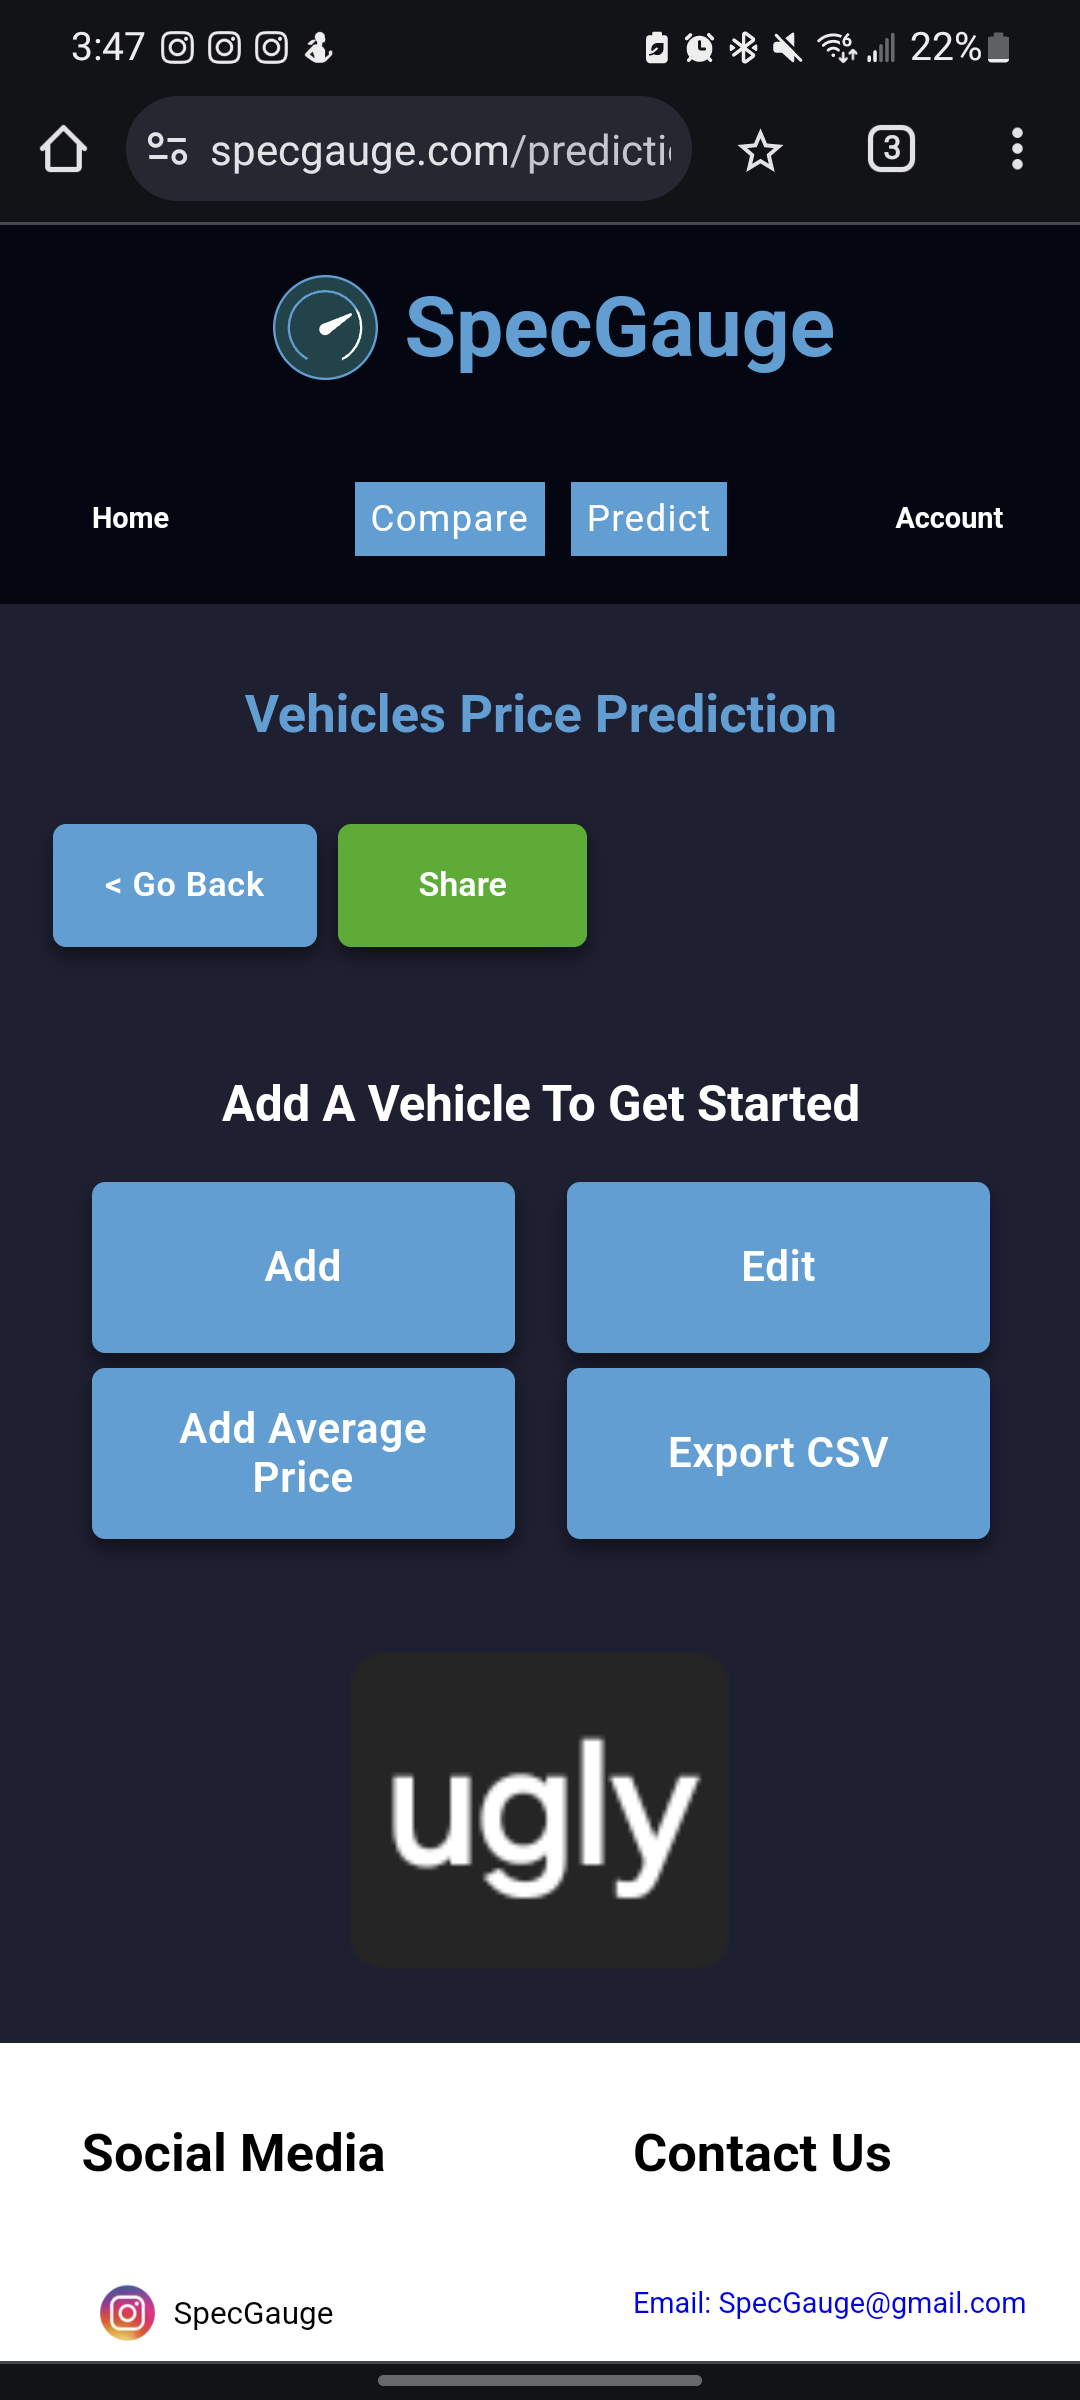 3:47
22%
specgauge.com/predicti
3
SpecGauge
Home
Compare
Predict
Account
Vehicles Price Prediction
< Go Back
Share
Add A Vehicle To Get Started
Add
Edit
Add Average
Price
Export CSV
ugly
Social Media
Contact Us
SpecGauge
Email: SpecGauge@gmail.com